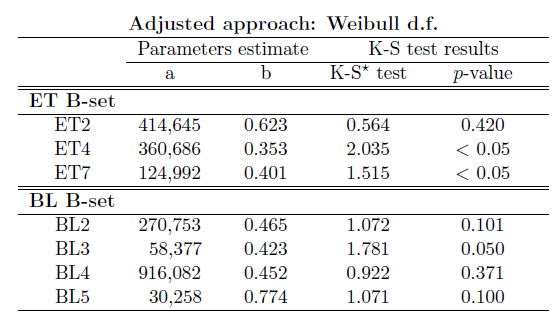 Adjusted approach: Weibull d.f.
Parameters estimate K-S test results
a b K-S* test p-value
ET B-set
ET2 414,645 0.623 0.564 0.420
ET4 360,686 0.353 2.035 < 0.05
ET7 124,992 0.401 1.515 < 0.05
BL B-set
BL2 270,753 0.465 1.072 0.101
BL3 58,377 0.423 1.781 0.050
BL4 916,082 0.452 0.922 0.371
BL5 30,258 0.774 1.071 0.100